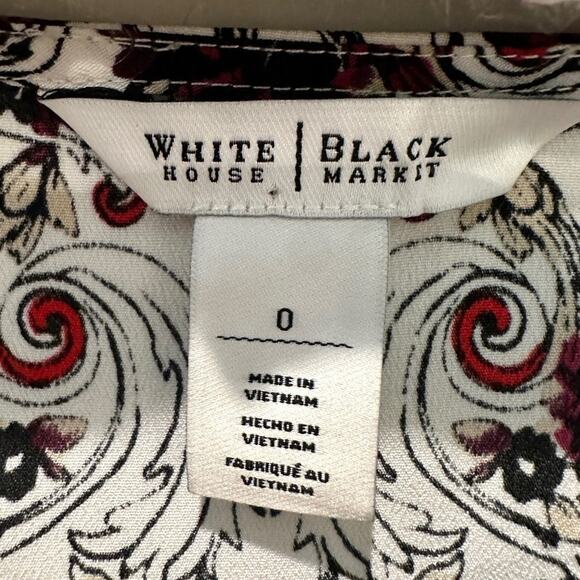 WHITE | BLACK
HOUSE | MARKET
0
MADE IN
VIETNAM
HECHO EN
VIETNAM
FABRIQUÉ AU
VIETNAM